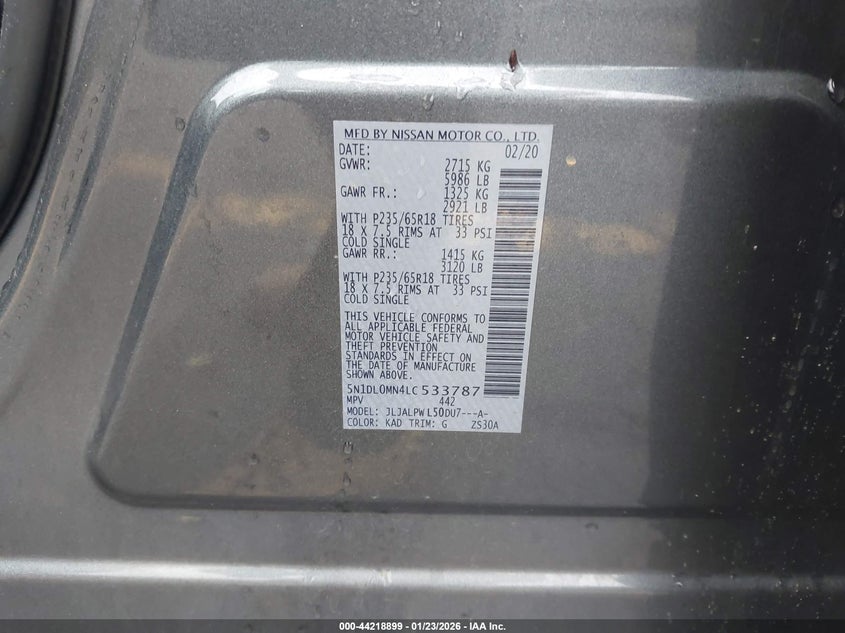 MFD BY NISSAN MOTOR CO., LTD.
DATE: 02/20
GVWR: 2715 KG
5986 LB
GAWR FR.: 1325 KG
2921 LB
WITH P235/65R18 TIRES
18 X 7.5 RIMS AT 33 PSI
COLD SINGLE
GAWR RR.: 1415 KG
3120 LB
WITH P235/65R18 TIRES
18 X 7.5 RIMS AT 33 PSI
COLD SINGLE
THIS VEHICLE CONFORMS TO
ALL APPLICABLE FEDERAL
MOTOR VEHICLE SAFETY AND
THEFT PREVENTION
STANDARDS IN EFFECT ON
THE DATE OF MANUFACTURE
SHOWN ABOVE.
5N1DL0MN4LC533787
MPV 442
MODEL: JLJALPWL50DU7---A-
COLOR: KAD TRIM: G ZS30A
000-44218899 - 01/23/2026 - IAA Inc.